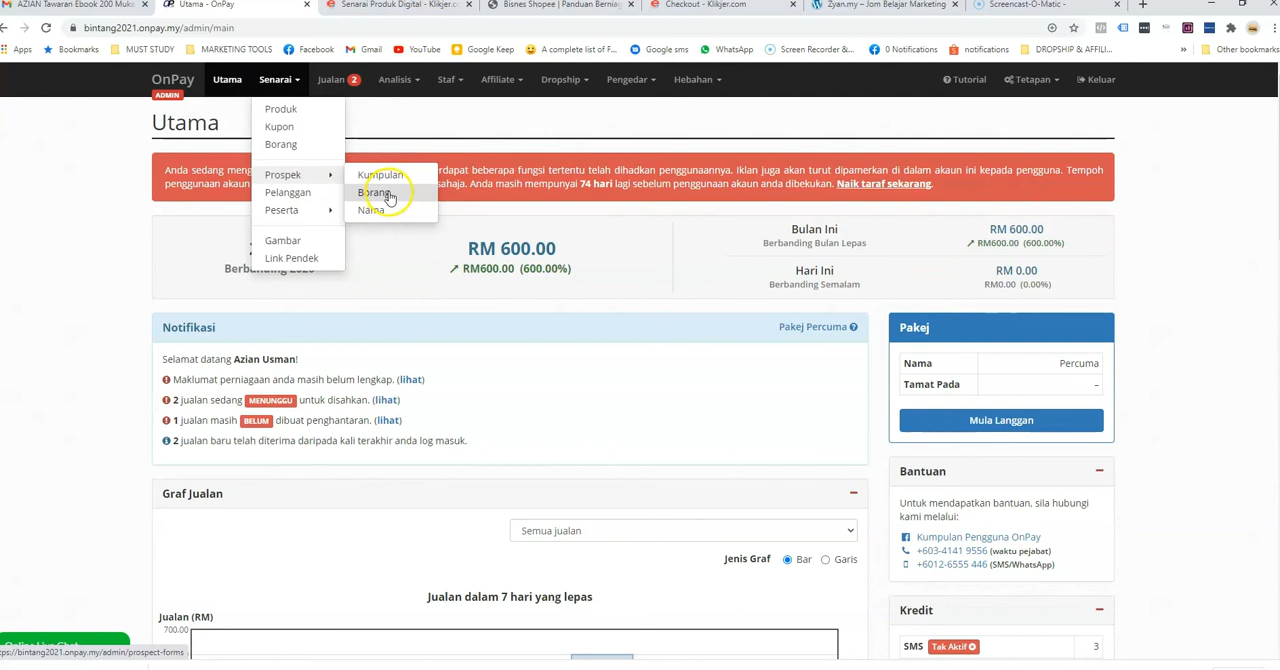 AZIAN Tawaran Ebook 200 Muka
Utama - OnPay
Senarai Produk Digital - Klikjer.c
Bisnes Shopee | Panduan Berniag
Checkout - Klikjer.com
Zyan.my – Jom Belajar Marketing
Screencast-O-Matic -
bintang2021.onpay.my/admin/main
Apps
Bookmarks
MUST STUDY
MARKETING TOOLS
Facebook
Gmail
YouTube
Google Keep
A complete list of F...
Google sms
WhatsApp
Screen Recorder &...
0 Notifications
notifications
DROPSHIP & AFFILI...
»
Other bookmarks
OnPay
ADMIN
Utama
Senarai
Jualan 2
Analisis
Staf
Affiliate
Dropship
Pengedar
Hebahan
Tutorial
Tetapan
Keluar
Produk
Kupon
Borang
Prospek
Pelanggan
Peserta
Gambar
Link Pendek
Kumpulan
Borang
Nama
Utama
Anda sedang meng
rdapat beberapa fungsi tertentu telah dihadkan penggunaannya. Iklan juga akan turut dipamerkan di dalam akaun ini kepada pengguna. Tempoh
penggunaan akaun
sahaja. Anda masih mempunyai 74 hari lagi sebelum penggunaan akaun anda dibekukan. Naik taraf sekarang.
2
Berbanding 2020
RM 600.00
RM600.00 (600.00%)
Bulan Ini
Berbanding Bulan Lepas
RM 600.00
RM600.00 (600.00%)
Hari Ini
Berbanding Semalam
RM 0.00
RM0.00 (0.00%)
Notifikasi
Pakej Percuma
Selamat datang Azian Usman!
Maklumat perniagaan anda masih belum lengkap. (lihat)
2 jualan sedang MENUNGGU untuk disahkan. (lihat)
1 jualan masih BELUM dibuat penghantaran. (lihat)
2 jualan baru telah diterima daripada kali terakhir anda log masuk.
Pakej
Nama Percuma
Tamat Pada –
Mula Langgan
Bantuan
Untuk mendapatkan bantuan, sila hubungi
kami melalui:
Kumpulan Pengguna OnPay
+603-4141 9556 (waktu pejabat)
+6012-6555 446 (SMS/WhatsApp)
Kredit
SMS Tak Aktif 3
Graf Jualan
Semua jualan
Jenis Graf Bar Garis
Jualan dalam 7 hari yang lepas
Jualan (RM)
700.00
Online Live Chat
tps://bintang2021.onpay.my/admin/prospect-forms